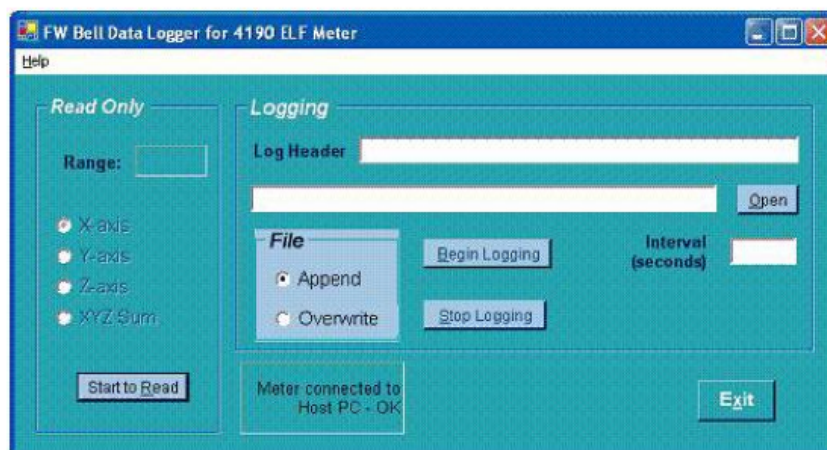 FW Bell Data Logger for 4190 ELF Meter
Help
Read Only
Range:
X-axis
Y-axis
Z-axis
XYZ Sum
Start to Read
Logging
Log Header
Open
File
Append
Overwrite
Begin Logging
Stop Logging
Interval
(seconds)
Meter connected to
Host PC - OK
Exit